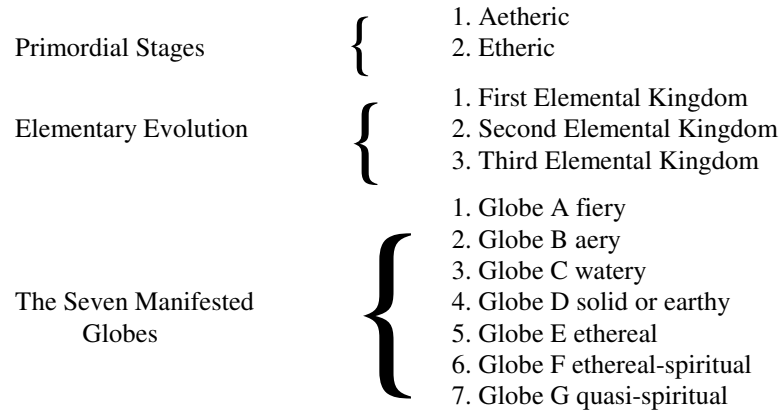 Primordial Stages
1. Aetheric
2. Etheric
Elementary Evolution
1. First Elemental Kingdom
2. Second Elemental Kingdom
3. Third Elemental Kingdom
The Seven Manifested
Globes
1. Globe A fiery
2. Globe B aery
3. Globe C watery
4. Globe D solid or earthy
5. Globe E ethereal
6. Globe F ethereal-spiritual
7. Globe G quasi-spiritual